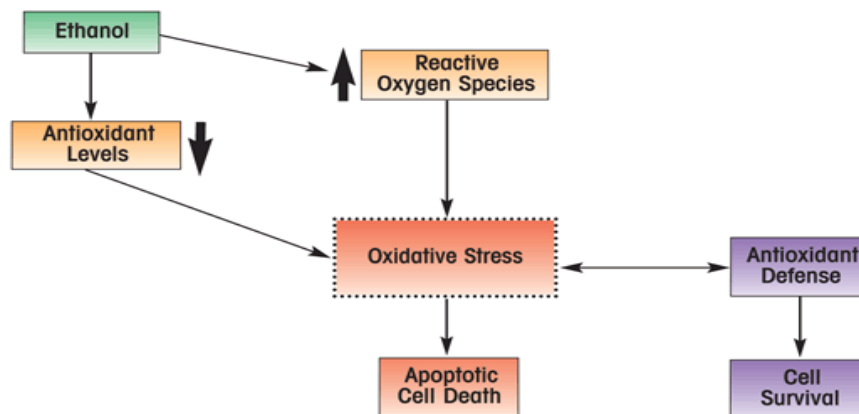 Ethanol
Reactive
Oxygen Species
Antioxidant
Levels
Oxidative Stress
Antioxidant
Defense
Apoptotic
Cell Death
Cell
Survival